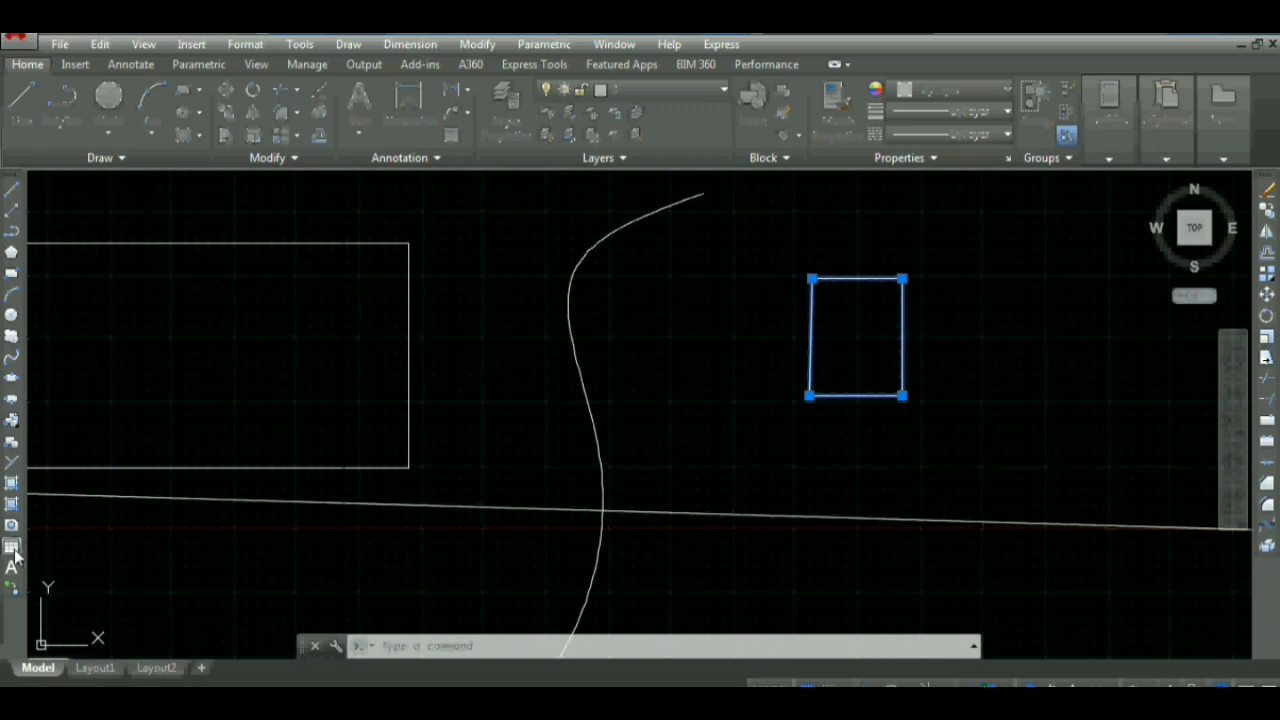 File Edit View Insert Format Tools Draw Dimension Modify Parametric Window Help Express
Home Insert Annotate Parametric View Manage Output Add-ins A360 Express Tools Featured Apps BIM 360 Performance
Draw Modify Annotation Layers Block Properties Groups
N
W TOP E
S
A
Y
X
Type a command
Model Layout1 Layout2 +